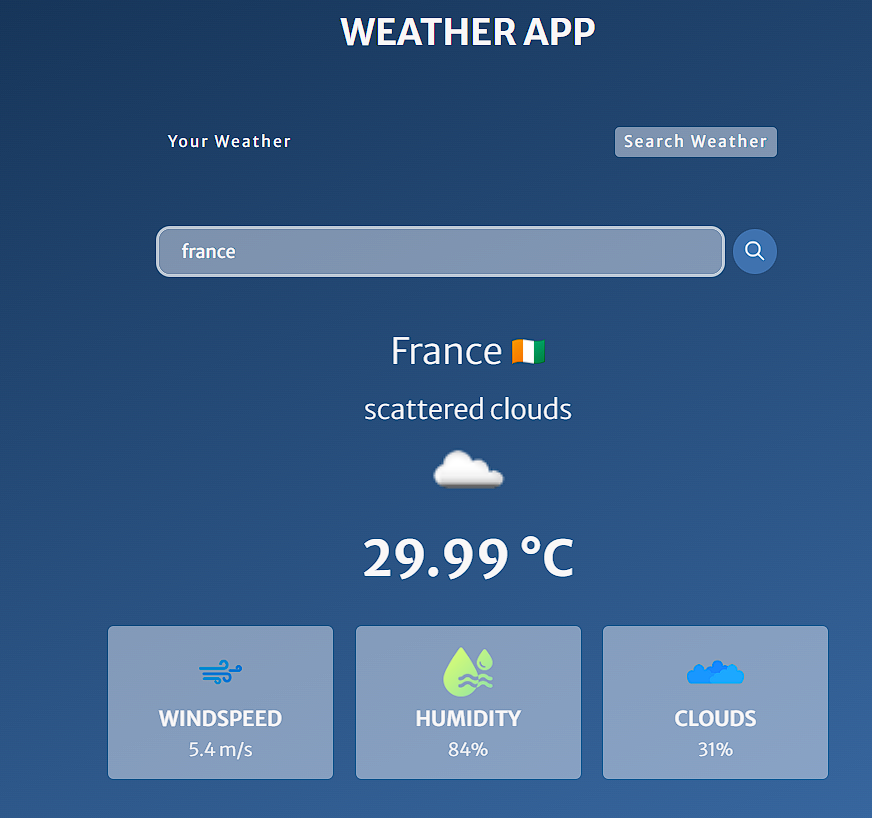 WEATHER APP
Your Weather
Search Weather
france
France
scattered clouds
29.99 °C
WINDSPEED
5.4 m/s
HUMIDITY
84%
CLOUDS
31%